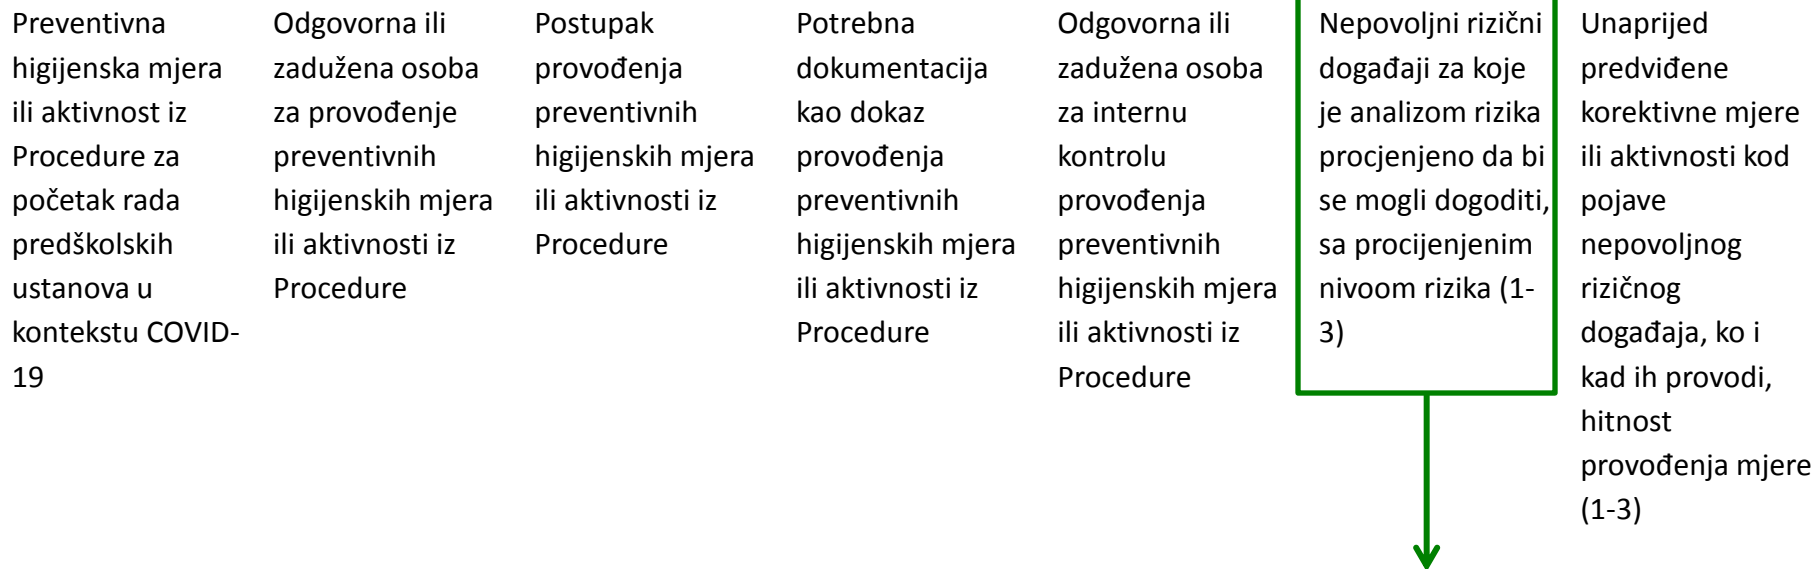 Preventivna
higijenska mjera
ili aktivnost iz
Procedure za
početak rada
predškolskih
ustanova u
kontekstu COVID-
19
Odgovorna ili
zadužena osoba
za provođenje
preventivnih
higijenskih mjera
ili aktivnosti iz
Procedure
Postupak
provođenja
preventivnih
higijenskih mjera
ili aktivnosti iz
Procedure
Potrebna
dokumentacija
kao dokaz
provođenja
preventivnih
higijenskih mjera
ili aktivnosti iz
Procedure
Odgovorna ili
zadužena osoba
za internu
kontrolu
provođenja
preventivnih
higijenskih mjera
ili aktivnosti iz
Procedure
Nepovoljni rizični
događaji za koje
je analizom rizika
procjenjeno da bi
se mogli dogoditi,
sa procijenjenim
nivoom rizika (1-
3)
Unaprijed
predviđene
korektivne mjere
ili aktivnosti kod
pojave
nepovoljnog
rizičnog
događaja, ko i
kad ih provodi,
hitnost
provođenja mjere
(1-3)